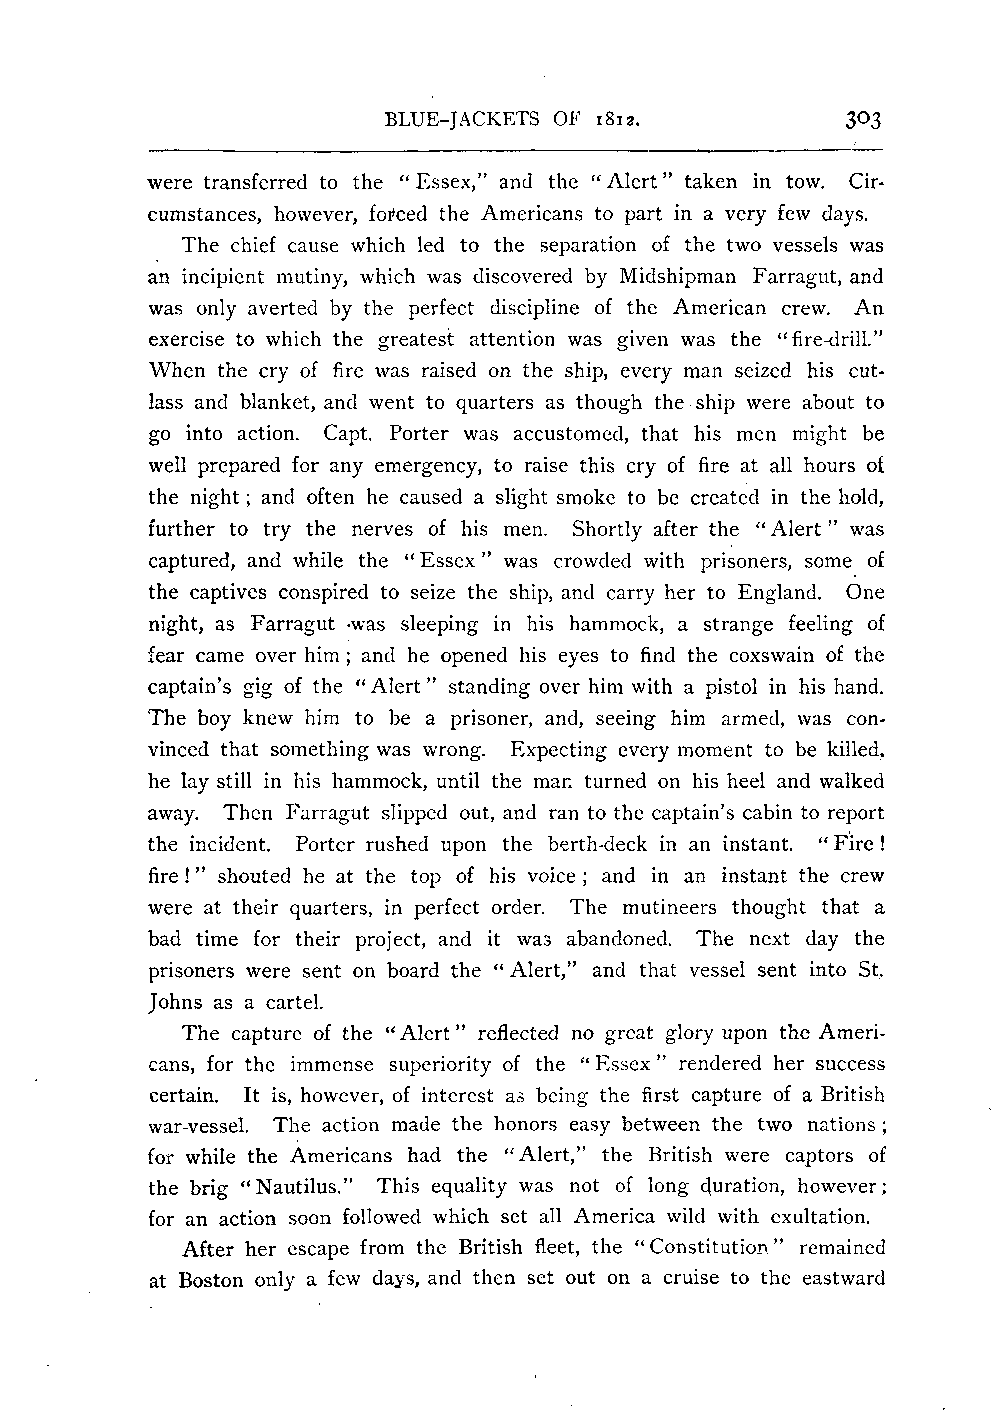 BLUE-JACKETS OF 1812. 303
were transferred to the "Essex," and the "Alert" taken in tow. Cir-
cumstances, however, forced the Americans to part in a very few days.
The chief cause which led to the separation of the two vessels was
an incipient mutiny, which was discovered by Midshipman Farragut, and
was only averted by the perfect discipline of the American crew. An
exercise to which the greatest attention was given was the "fire-drill."
When the cry of fire was raised on the ship, every man seized his cut-
lass and blanket, and went to quarters as though the ship were about to
go into action. Capt. Porter was accustomed, that his men might be
well prepared for any emergency, to raise this cry of fire at all hours of
the night; and often he caused a slight smoke to be created in the hold,
further to try the nerves of his men. Shortly after the "Alert" was
captured, and while the "Essex" was crowded with prisoners, some of
the captives conspired to seize the ship, and carry her to England. One
night, as Farragut was sleeping in his hammock, a strange feeling of
fear came over him; and he opened his eyes to find the coxswain of the
captain's gig of the "Alert" standing over him with a pistol in his hand.
The boy knew him to be a prisoner, and, seeing him armed, was con-
vinced that something was wrong. Expecting every moment to be killed,
he lay still in his hammock, until the man turned on his heel and walked
away. Then Farragut slipped out, and ran to the captain's cabin to report
the incident. Porter rushed upon the berth-deck in an instant. "Fire!
fire!" shouted he at the top of his voice; and in an instant the crew
were at their quarters, in perfect order. The mutineers thought that a
bad time for their project, and it was abandoned. The next day the
prisoners were sent on board the "Alert," and that vessel sent into St.
Johns as a cartel.
The capture of the "Alert" reflected no great glory upon the Ameri-
cans, for the immense superiority of the "Essex" rendered her success
certain. It is, however, of interest as being the first capture of a British
war-vessel. The action made the honors easy between the two nations;
for while the Americans had the "Alert," the British were captors of
the brig "Nautilus." This equality was not of long duration, however;
for an action soon followed which set all America wild with exultation.
After her escape from the British fleet, the "Constitution" remained
at Boston only a few days, and then set out on a cruise to the eastward